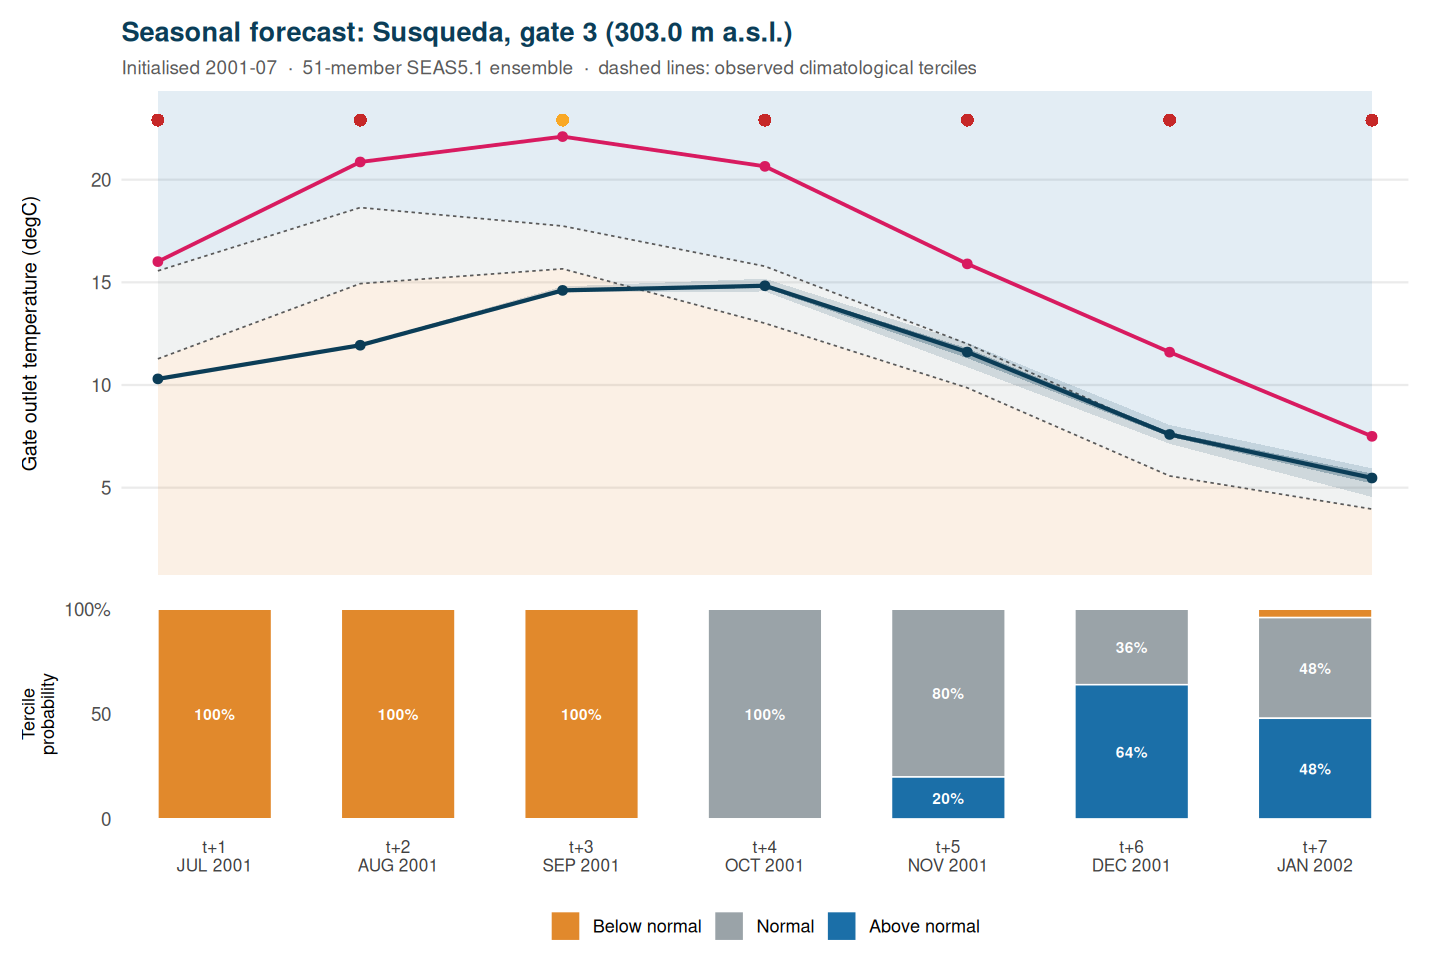 Seasonal forecast: Susqueda, gate 3 (303.0 m a.s.l.)
Initialised 2001-07 · 51-member SEAS5.1 ensemble · dashed lines: observed climatological terciles
Gate outlet temperature (degC)
20
15
10
5
Tercile
probability
100%
50
0
100%
100%
100%
100%
80%
20%
36%
64%
48%
48%
t+1
JUL 2001
t+2
AUG 2001
t+3
SEP 2001
t+4
OCT 2001
t+5
NOV 2001
t+6
DEC 2001
t+7
JAN 2002
Below normal
Normal
Above normal